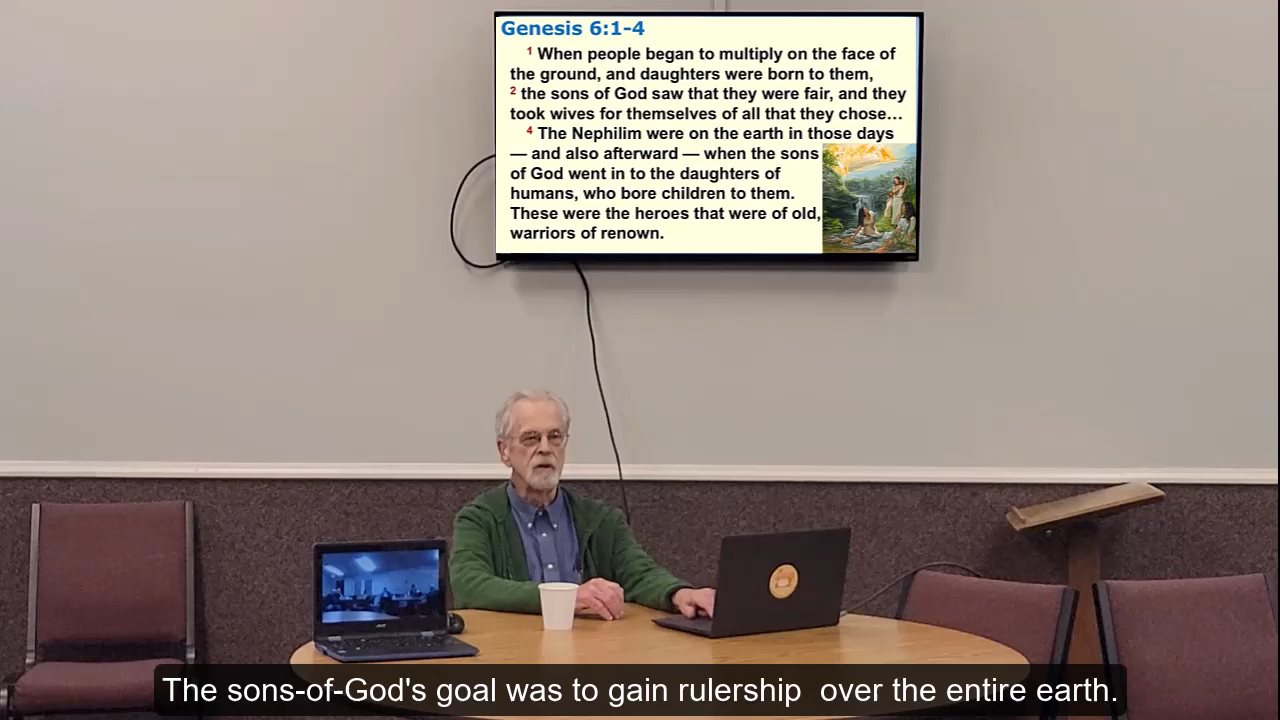 Genesis 6:1-4
1 When people began to multiply on the face of
the ground, and daughters were born to them,
2 the sons of God saw that they were fair, and they
took wives for themselves of all that they chose…
4 The Nephilim were on the earth in those days
— and also afterward — when the sons
of God went in to the daughters of
humans, who bore children to them.
These were the heroes that were of old,
warriors of renown.
acer
The sons-of-God's goal was to gain rulership  over the entire earth.